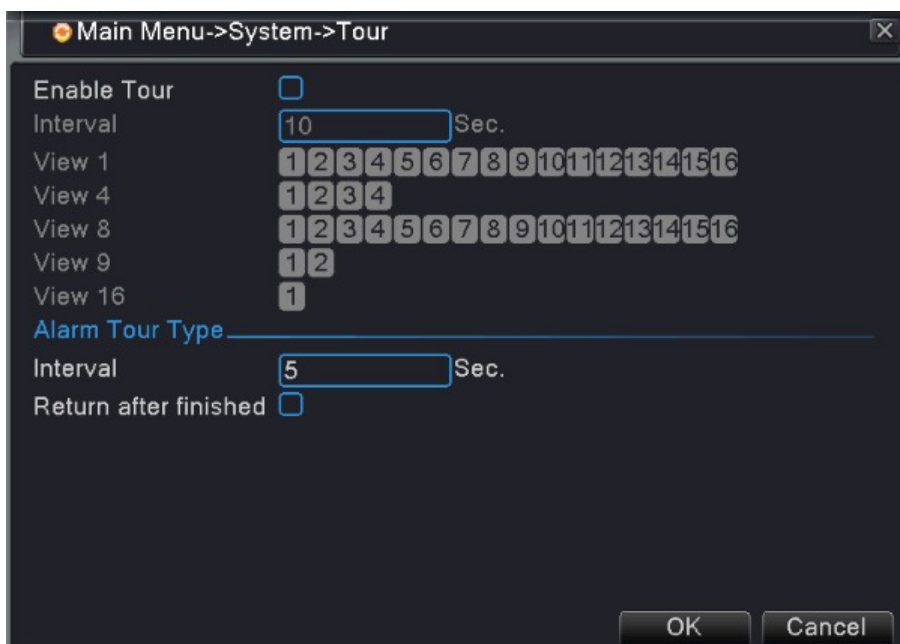 Main Menu->System->Tour
Enable Tour
Interval 10 Sec.
View 1 1 2 3 4 5 6 7 8 9 10 11 12 13 14 15 16
View 4 1 2 3 4
View 8 1 2 3 4 5 6 7 8 9 10 11 12 13 14 15 16
View 9 1 2
View 16 1
Alarm Tour Type
Interval 5 Sec.
Return after finished
OK Cancel